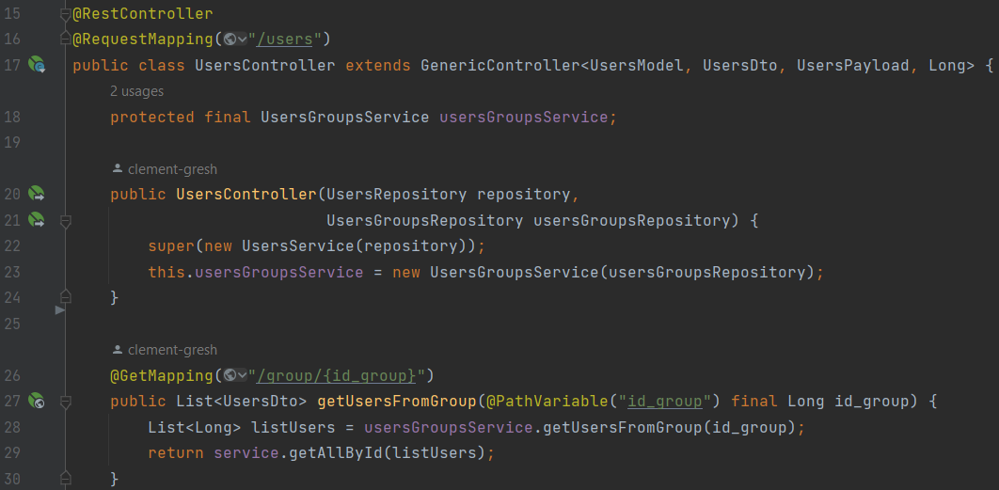 15 @RestController
16 @RequestMapping("/users")
17 public class UsersController extends GenericController<UsersModel, UsersDto, UsersPayload, Long> {
2 usages
18 protected final UsersGroupsService usersGroupsService;
19
clement-gresh
20 public UsersController(UsersRepository repository,
21 UsersGroupsRepository usersGroupsRepository) {
22 super(new UsersService(repository));
23 this.usersGroupsService = new UsersGroupsService(usersGroupsRepository);
24 }
25
clement-gresh
26 @GetMapping("/group/{id_group}")
27 public List<UsersDto> getUsersFromGroup(@PathVariable("id_group") final Long id_group) {
28 List<Long> listUsers = usersGroupsService.getUsersFromGroup(id_group);
29 return service.getAllById(listUsers);
30 }